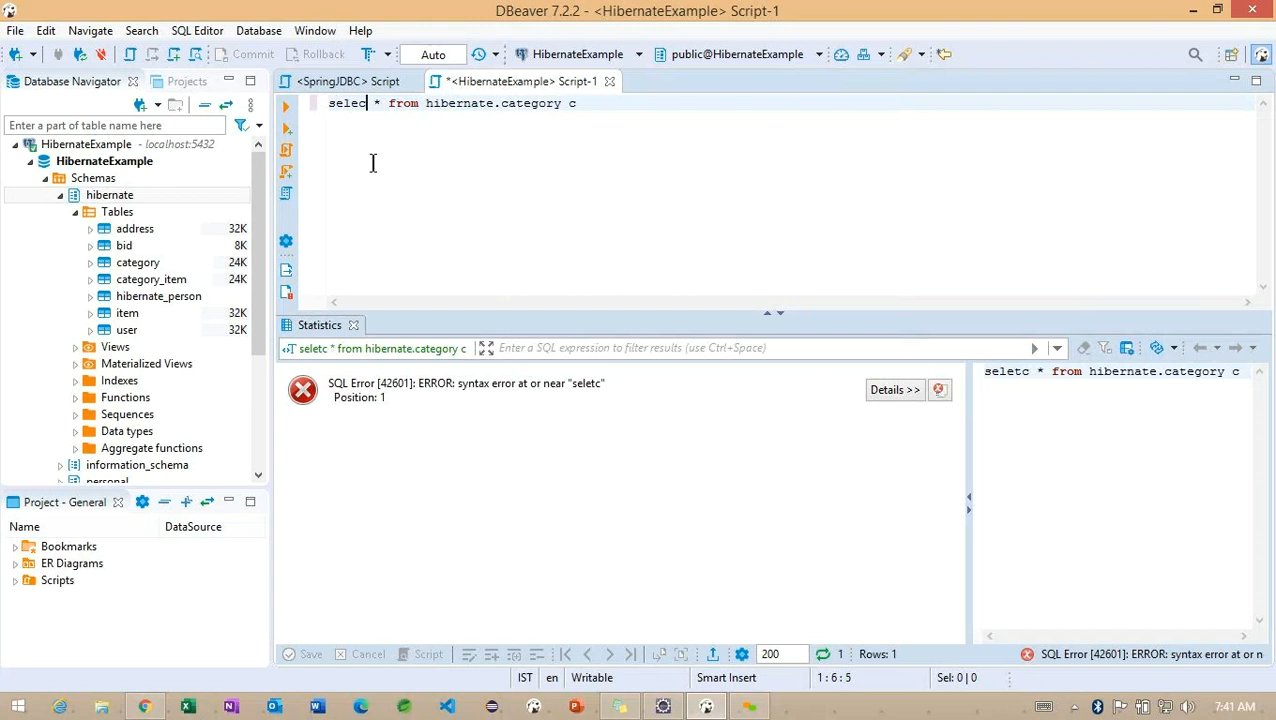 DBeaver 7.2.2 - <HibernateExample> Script-1
File Edit Navigate Search SQL Editor Database Window Help
Commit Rollback Auto HibernateExample public@HibernateExample
Database Navigator Projects
Enter a part of table name here
HibernateExample - localhost:5432
HibernateExample
Schemas
hibernate
Tables
address 32K
bid 8K
category 24K
category_item 24K
hibernate_person
item 32K
user 32K
Views
Materialized Views
Indexes
Functions
Sequences
Data types
Aggregate functions
information_schema
personal
Project - General
Name DataSource
Bookmarks
ER Diagrams
Scripts
<SpringJDBC> Script *<HibernateExample> Script-1
selec * from hibernate.category c
Statistics
seletc * from hibernate.category c Enter a SQL expression to filter results (use Ctrl+Space)
SQL Error [42601]: ERROR: syntax error at or near "seletc"
Position: 1
Details >>
seletc * from hibernate.category c
Save Cancel Script 200 1 Rows: 1 SQL Error [42601]: ERROR: syntax error at or n
IST en Writable Smart Insert 1 : 6 : 5 Sel: 0 | 0
7:41 AM